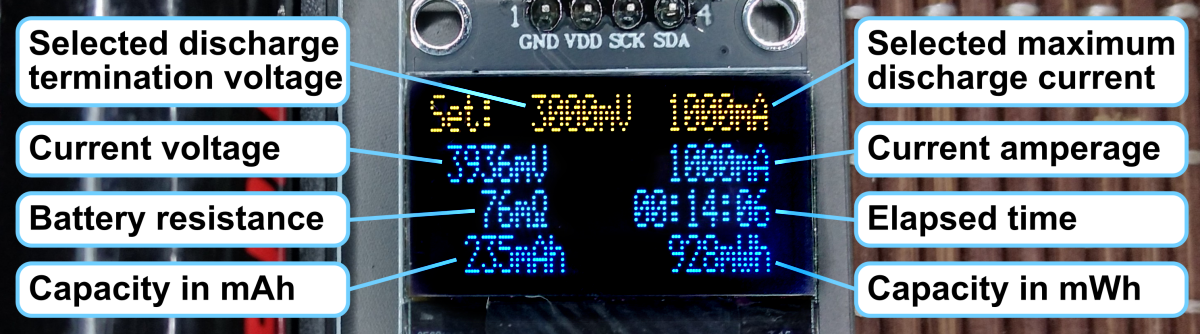 Selected discharge
termination voltage
Selected maximum
discharge current
1 4
GND VDD SCK SDA
Set: 3000mV 1000mA
Current voltage
3936mV 1000mA
Current amperage
Battery resistance
76mΩ 00:14:06
Elapsed time
235mAh 928mWh
Capacity in mAh
Capacity in mWh